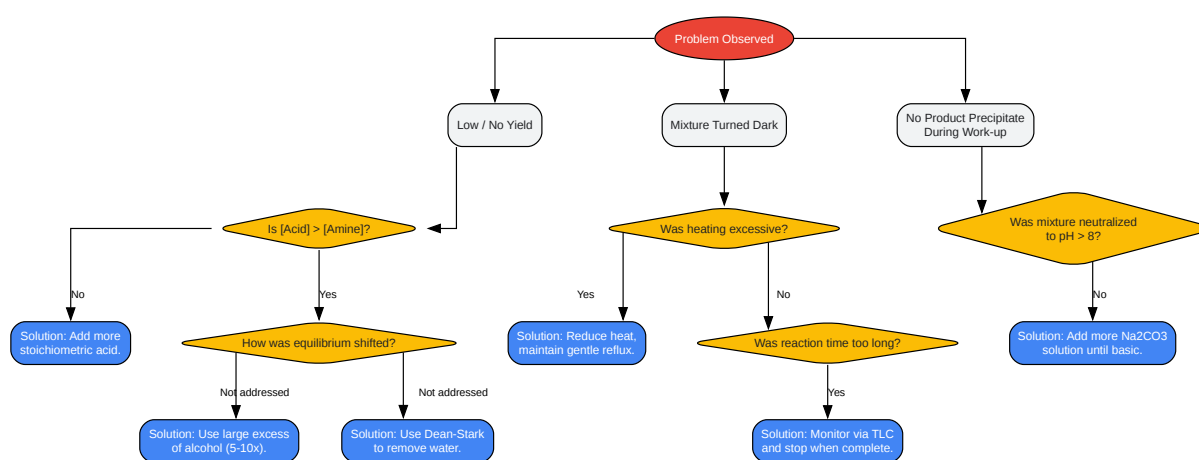 Problem Observed
Low / No Yield
Mixture Turned Dark
No Product Precipitate
During Work-up
Is [Acid] > [Amine]?
Was heating excessive?
Was mixture neutralized
to pH > 8?
No
Yes
Yes
No
No
Solution: Add more
stoichiometric acid.
How was equilibrium shifted?
Solution: Reduce heat,
maintain gentle reflux.
Was reaction time too long?
Solution: Add more Na2CO3
solution until basic.
Not addressed
Not addressed
Yes
Solution: Use large excess
of alcohol (5-10x).
Solution: Use Dean-Stark
to remove water.
Solution: Monitor via TLC
and stop when complete.